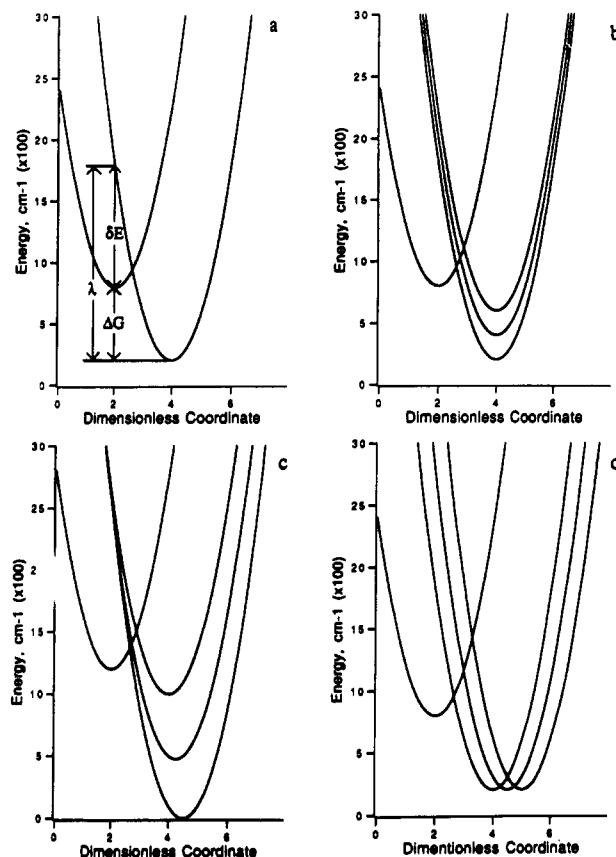 a
30
25
20
15
10
5
0
Energy, cm-1 (x100)
δE
λ
ΔG
0 2 4 6
Dimensionless Coordinate
b
30
25
20
15
10
5
0
Energy, cm-1 (x100)
0 2 4 6
Dimensionless Coordinate
c
30
25
2
15
10
5
0
Energy, cm-1 (x100)
0 2 4 6
Dimensionless Coordinate
30
25
20
15
10
5
0
Energy, cm-1 (x100)
0 2 4 6
Dimentionless Coordinate